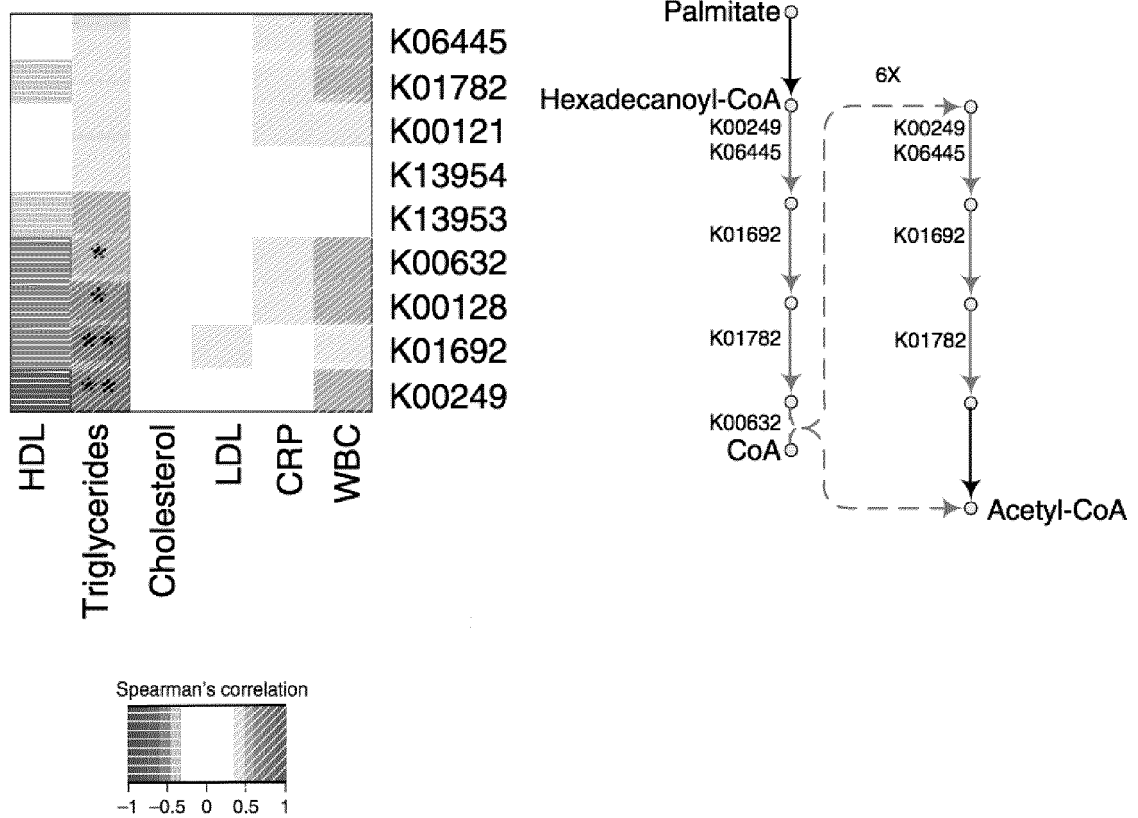 K06445
K01782
K00121
K13954
K13953
K00632
K00128
K01692
K00249
*
*
**
**
HDL
Triglycerides
Cholesterol
LDL
CRP
WBC
Spearman's correlation
−1 −0.5 0 0.5 1
Palmitate
Hexadecanoyl-CoA
6X
K00249
K06445
K01692
K01782
K00632
CoA
K00249
K06445
K01692
K01782
Acetyl-CoA